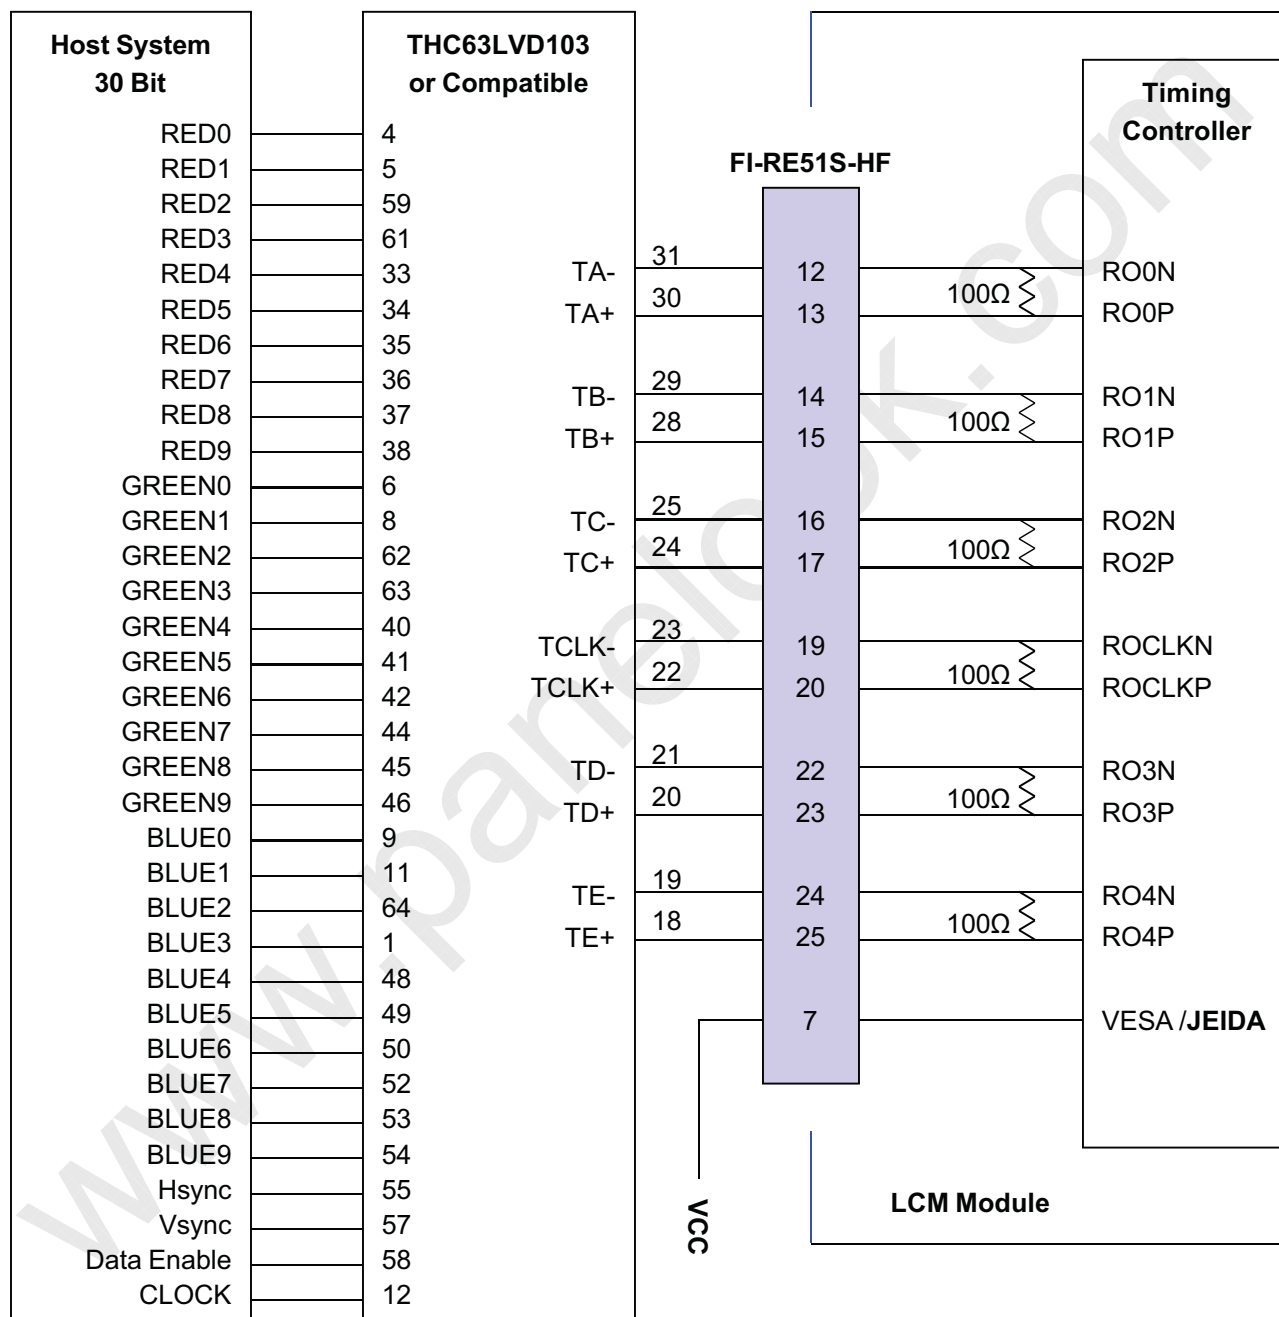 Host System
30 Bit
THC63LVD103
or Compatible
Timing
Controller
FI-RE51S-HF
RED0 4
RED1 5
RED2 59
RED3 61
RED4 33
RED5 34
RED6 35
RED7 36
RED8 37
RED9 38
GREEN0 6
GREEN1 8
GREEN2 62
GREEN3 63
GREEN4 40
GREEN5 41
GREEN6 42
GREEN7 44
GREEN8 45
GREEN9 46
BLUE0 9
BLUE1 11
BLUE2 64
BLUE3 1
BLUE4 48
BLUE5 49
BLUE6 50
BLUE7 52
BLUE8 53
BLUE9 54
Hsync 55
Vsync 57
Data Enable 58
CLOCK 12
TA- 31 12 RO0N
100Ω
TA+ 30 13 RO0P
TB- 29 14 RO1N
100Ω
TB+ 28 15 RO1P
TC- 25 16 RO2N
100Ω
TC+ 24 17 RO2P
TCLK- 23 19 ROCLKN
100Ω
TCLK+ 22 20 ROCLKP
TD- 21 22 RO3N
100Ω
TD+ 20 23 RO3P
TE- 19 24 RO4N
100Ω
TE+ 18 25 RO4P
7 VESA /JEIDA
VCC
LCM Module
www.panelook.com